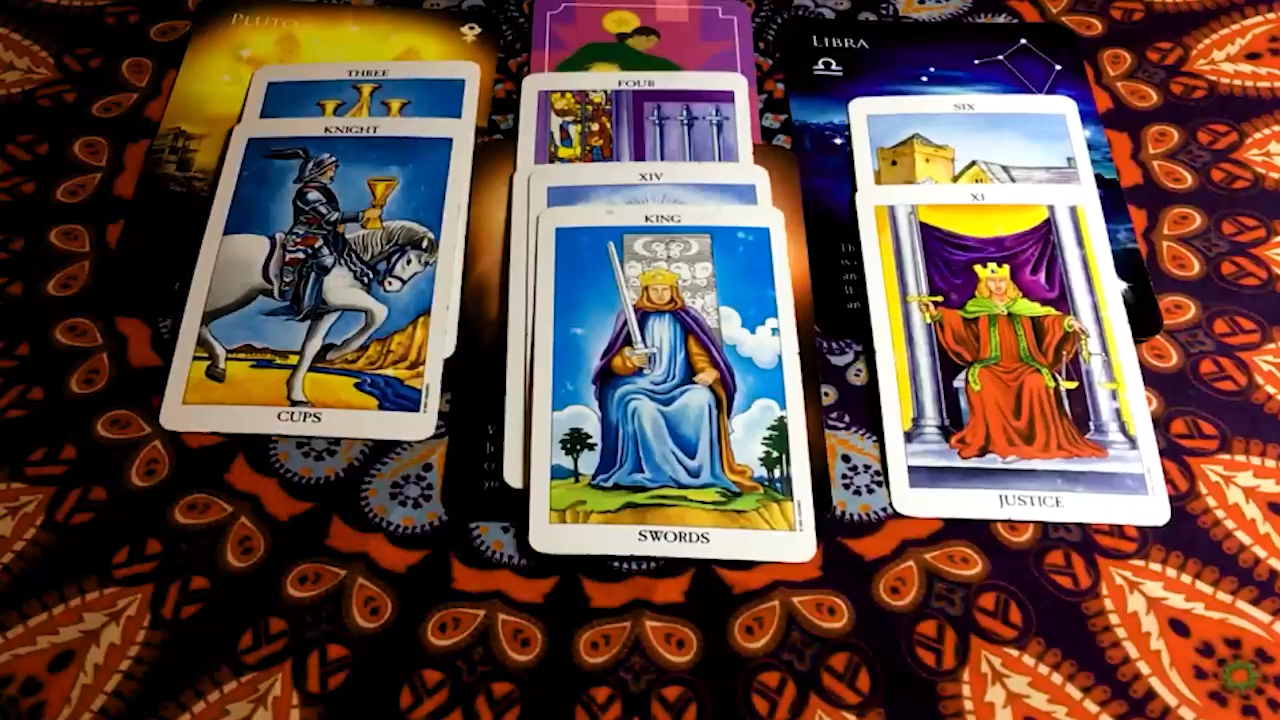 PLUTO
THREE
KNIGHT
CUPS
FOUR
XIV
KING
SWORDS
LIBRA
SIX
XI
JUSTICE